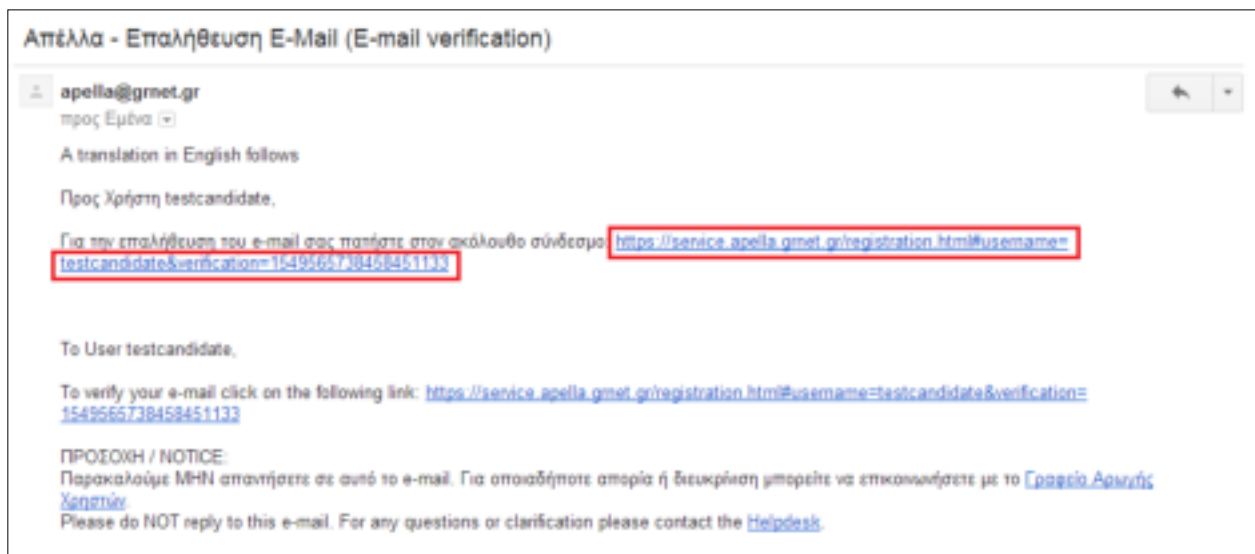 Απέλλα - Επαλήθευση E-Mail (E-mail verification)
apella@grnet.gr
προς Εμένα
A translation in English follows
Προς Χρήστη testcandidate,
Για την επαλήθευση του e-mail σας πατήστε στον ακόλουθο σύνδεσμο: https://service.apella.grnet.gr/registration.html#username=
testcandidate&verification=1549565738458451133
To User testcandidate,
To verify your e-mail click on the following link: https://service.apella.grnet.gr/registration.html#username=testcandidate&verification=
1549565738458451133
ΠΡΟΣΟΧΗ / NOTICE:
Παρακαλούμε ΜΗΝ απαντήσετε σε αυτό το e-mail. Για οποιαδήποτε απορία ή διευκρίνιση μπορείτε να επικοινωνήσετε με το Γραφείο Αρωγής
Χρηστών.
Please do NOT reply to this e-mail. For any questions or clarification please contact the Helpdesk.